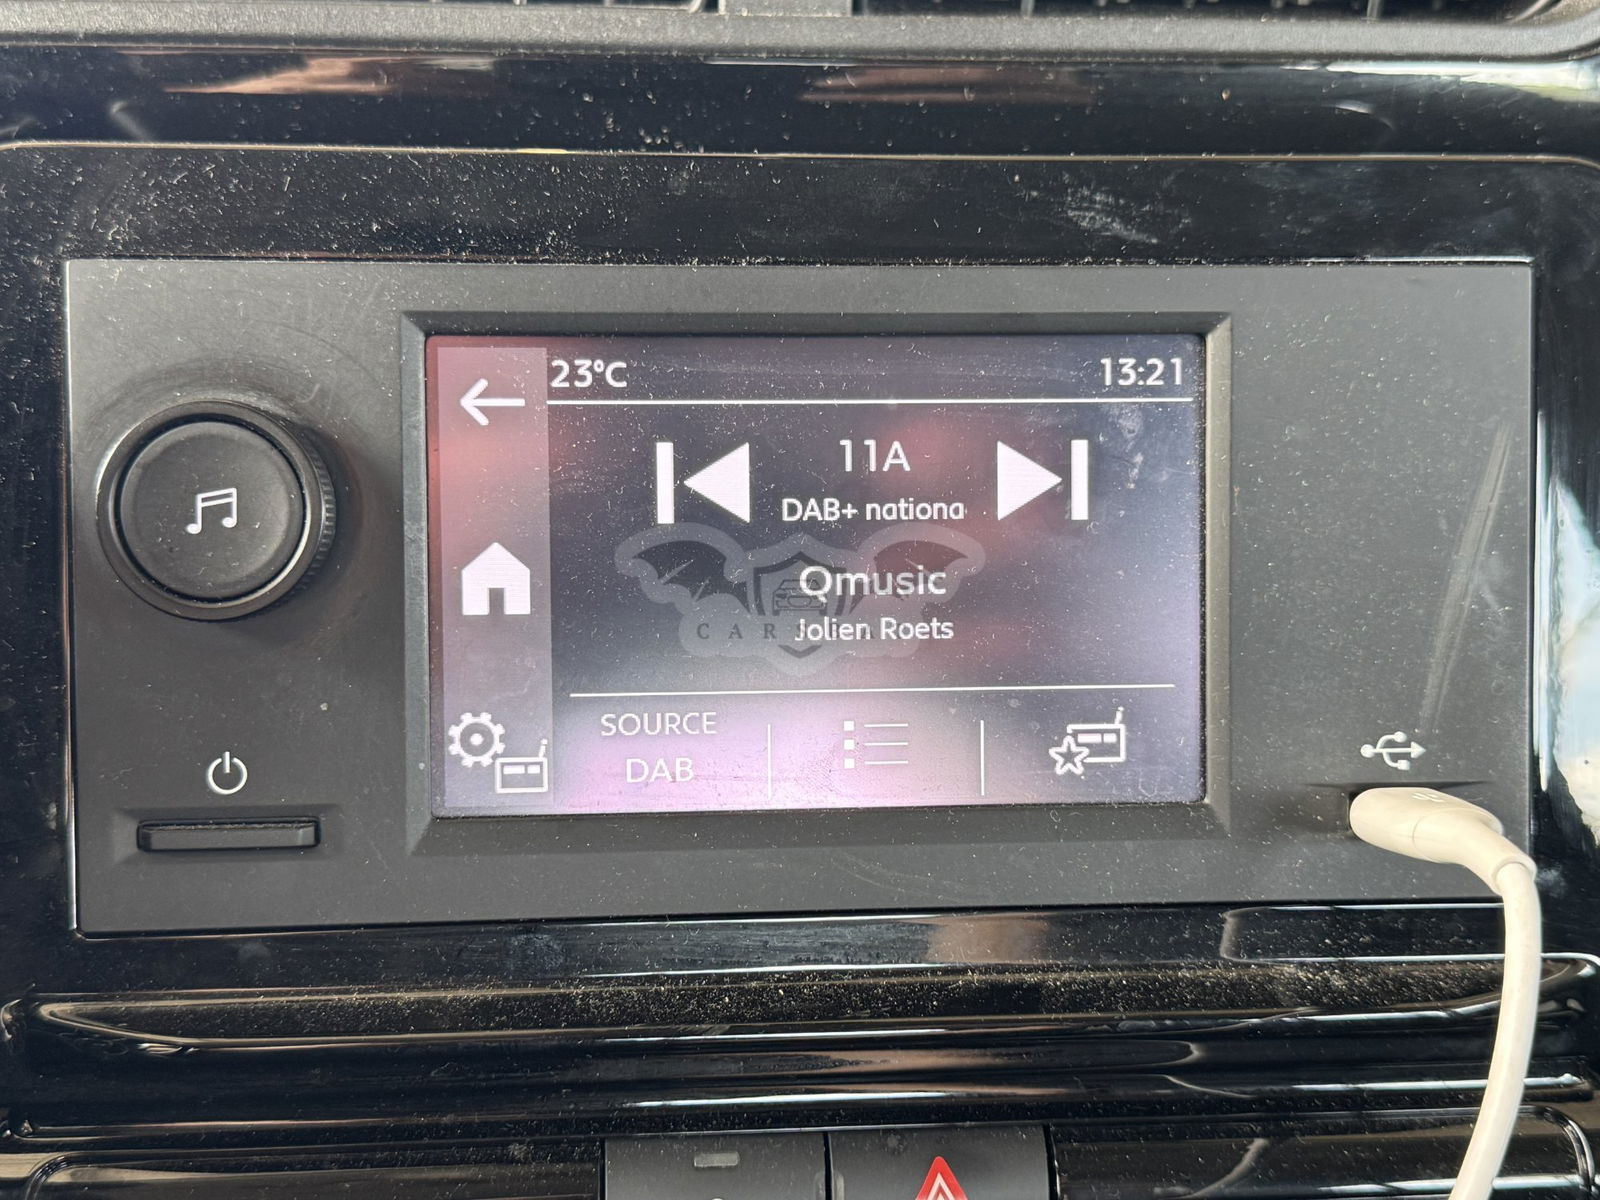 23°C 13:21
11A
DAB+ nationa
Qmusic
Jolien Roets
SOURCE
DAB